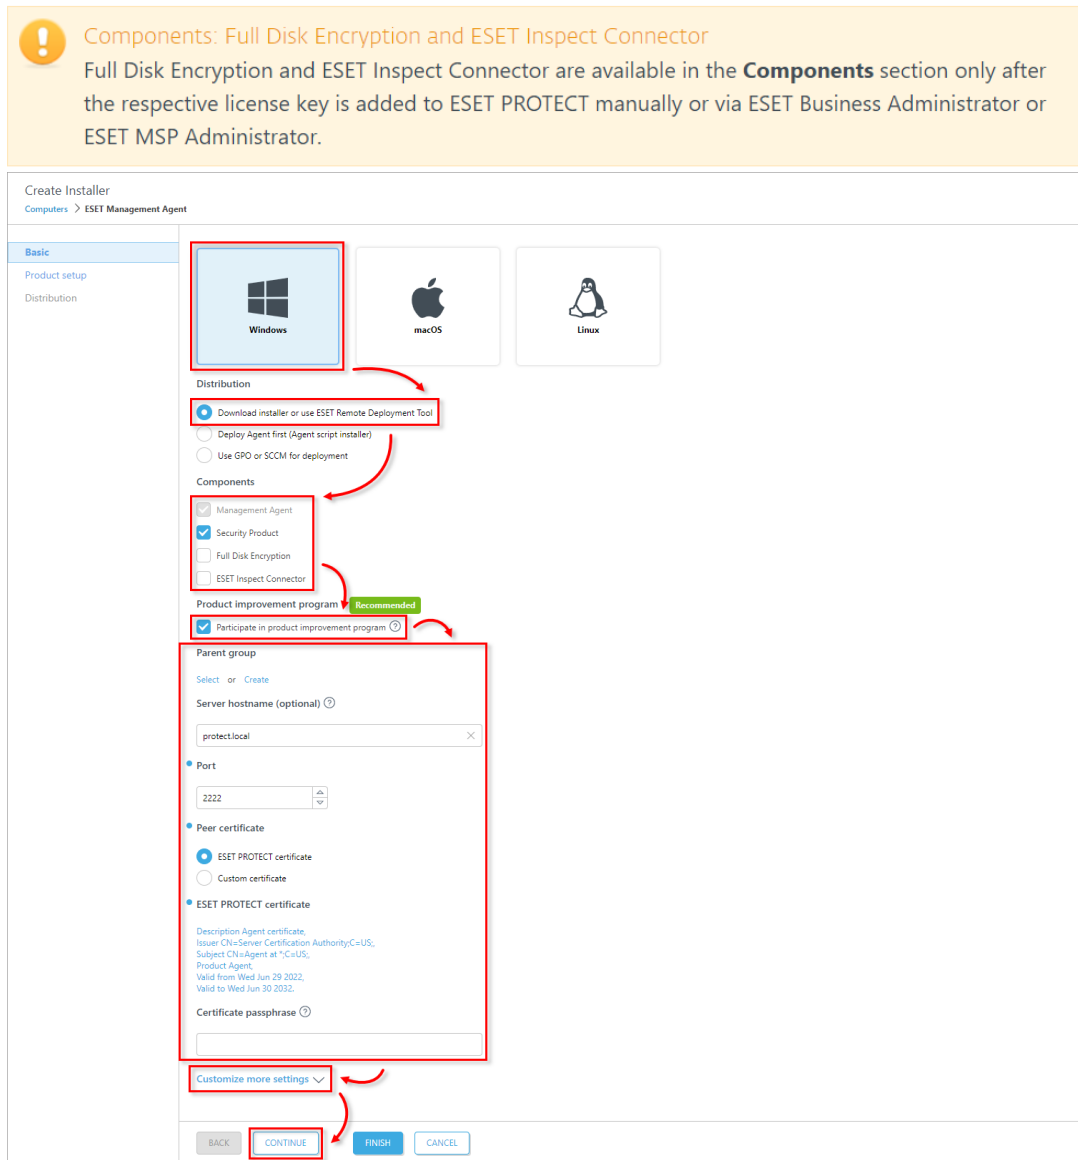 Components: Full Disk Encryption and ESET Inspect Connector
Full Disk Encryption and ESET Inspect Connector are available in the Components section only after
the respective license key is added to ESET PROTECT manually or via ESET Business Administrator or
ESET MSP Administrator.
Create Installer
Computers > ESET Management Agent
Basic
Product setup
Distribution
Windows
macOS
Linux
Distribution
Download installer or use ESET Remote Deployment Tool
Deploy Agent first (Agent script installer)
Use GPO or SCCM for deployment
Components
Management Agent
Security Product
Full Disk Encryption
ESET Inspect Connector
Product improvement program Recommended
Participate in product improvement program ?
Parent group
Select or Create
Server hostname (optional) ?
protect.local
Port
2222
Peer certificate
ESET PROTECT certificate
Custom certificate
ESET PROTECT certificate
Description Agent certificate,
Issuer CN=Server Certification Authority;C=US;,
Subject CN=Agent at *;C=US;,
Product Agent,
Valid from Wed Jun 29 2022,
Valid to Wed Jun 30 2032.
Certificate passphrase ?
Customize more settings
BACK CONTINUE FINISH CANCEL